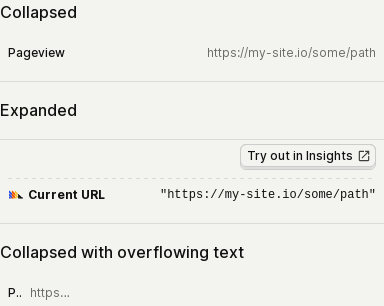 Collapsed
Pageview https://my-site.io/some/path
Expanded
Try out in Insights
Current URL "https://my-site.io/some/path"
Collapsed with overflowing text
P.. https...